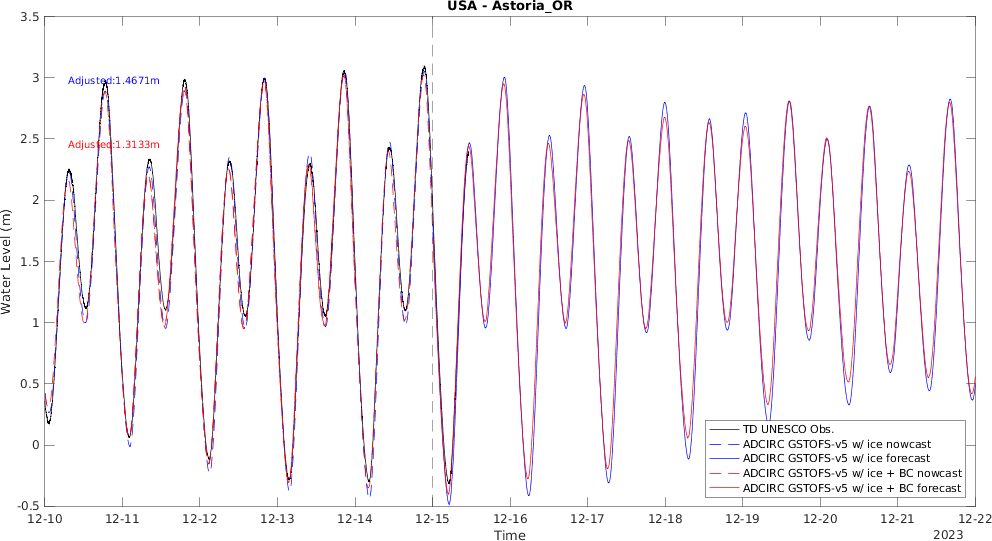 USA - Astoria_OR
3.5
3
2.5
2
1.5
1
0.5
0
-0.5
Water Level (m)
Adjusted:1.4671m
Adjusted:1.3133m
TD UNESCO Obs.
ADCIRC GSTOFS-v5 w/ ice nowcast
ADCIRC GSTOFS-v5 w/ ice forecast
ADCIRC GSTOFS-v5 w/ ice + BC nowcast
ADCIRC GSTOFS-v5 w/ ice + BC forecast
12-10 12-11 12-12 12-13 12-14 12-15 12-16 12-17 12-18 12-19 12-20 12-21 12-22
Time
2023